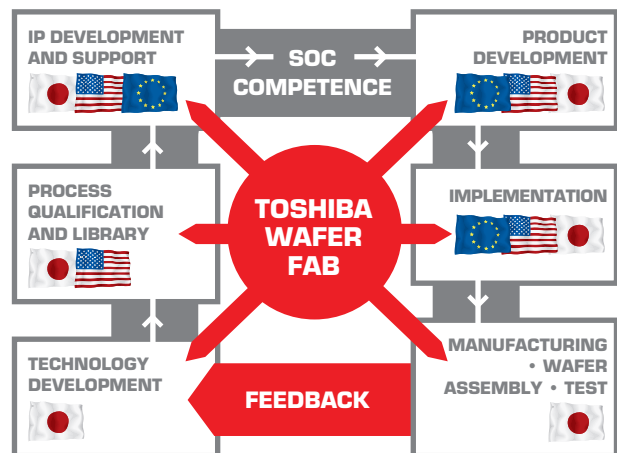 IP DEVELOPMENT
AND SUPPORT
SOC
COMPETENCE
PRODUCT
DEVELOPMENT
PROCESS
QUALIFICATION
AND LIBRARY
TOSHIBA
WAFER
FAB
IMPLEMENTATION
TECHNOLOGY
DEVELOPMENT
FEEDBACK
MANUFACTURING
• WAFER
ASSEMBLY • TEST